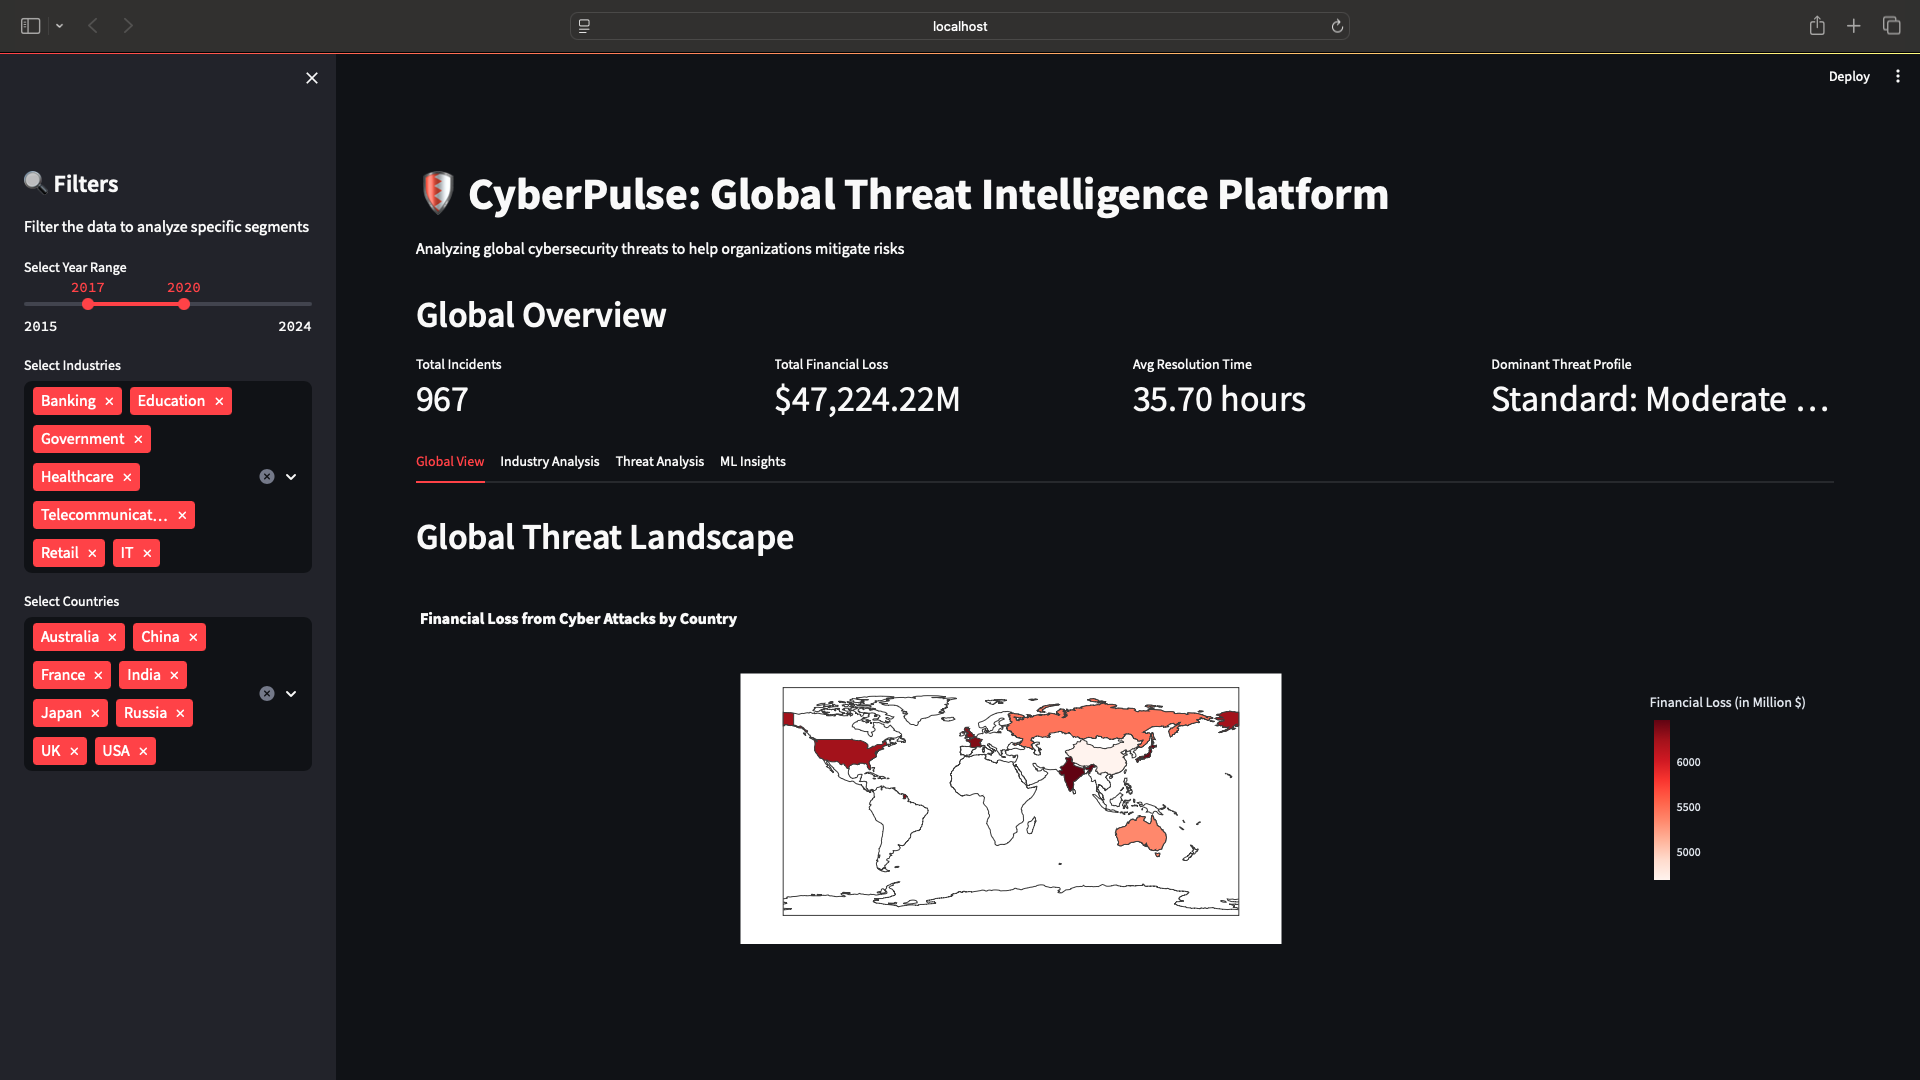 localhost
Deploy
Filters
Filter the data to analyze specific segments
Select Year Range
2017 2020
2015 2024
Select Industries
Banking Education
Government
Healthcare
Telecommunicat...
Retail IT
Select Countries
Australia China
France India
Japan Russia
UK USA
CyberPulse: Global Threat Intelligence Platform
Analyzing global cybersecurity threats to help organizations mitigate risks
Global Overview
Total Incidents
967
Total Financial Loss
$47,224.22M
Avg Resolution Time
35.70 hours
Dominant Threat Profile
Standard: Moderate ...
Global View Industry Analysis Threat Analysis ML Insights
Global Threat Landscape
Financial Loss from Cyber Attacks by Country
Financial Loss (in Million $)
6000
5500
5000